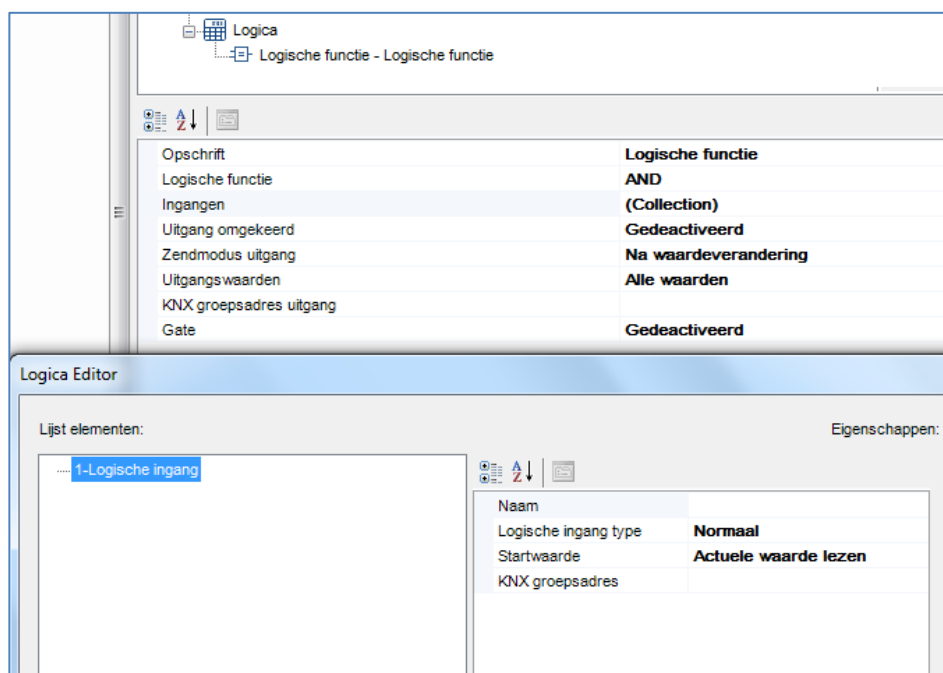 Logica
Logische functie - Logische functie
Opschrift Logische functie
Logische functie AND
Ingangen (Collection)
Uitgang omgekeerd Gedeactiveerd
Zendmodus uitgang Na waardeverandering
Uitgangswaarden Alle waarden
KNX groepsadres uitgang
Gate Gedeactiveerd
Logica Editor
Lijst elementen: Eigenschappen:
1-Logische ingang
Naam
Logische ingang type Normaal
Startwaarde Actuele waarde lezen
KNX groepsadres